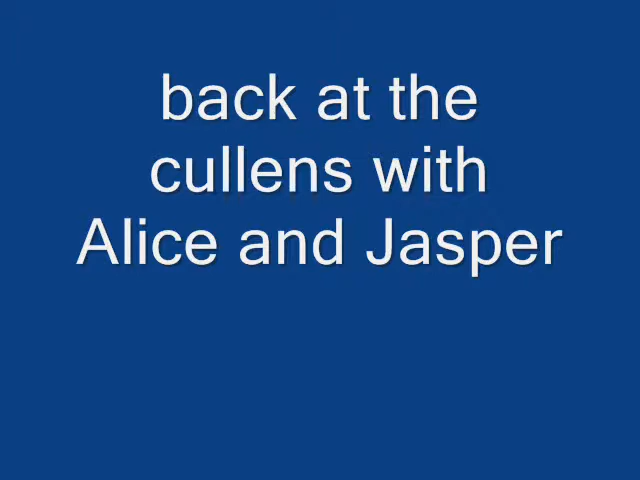 back at the
cullens with
Alice and Jasper